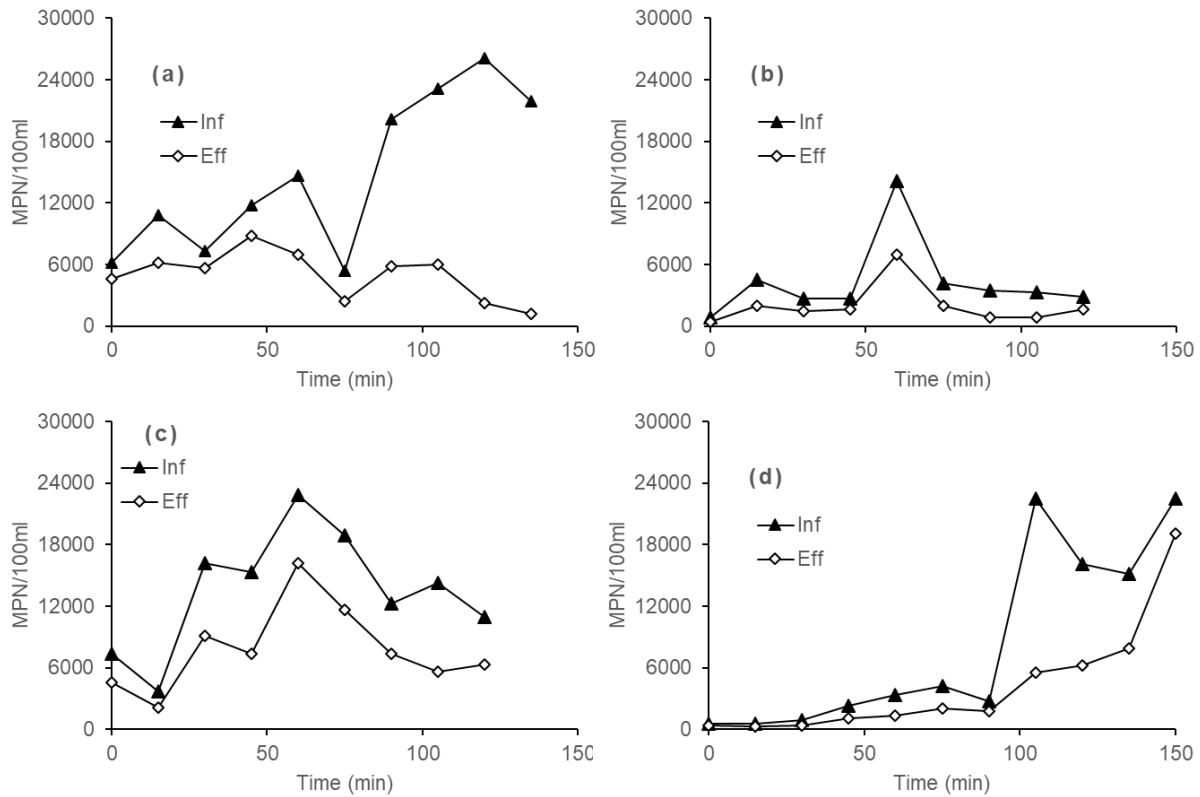 (a)
Inf
Eff
MPN/100ml
30000
24000
18000
12000
6000
0
0 50 100 150
Time (min)
(b)
Inf
Eff
MPN/100ml
30000
24000
18000
12000
6000
0
0 50 100 150
Time (min)
(c)
Inf
Eff
MPN/100ml
30000
24000
18000
12000
6000
0
0 50 100 150
Time (min)
(d)
Inf
Eff
MPN/100ml
30000
24000
18000
12000
6000
0
0 50 100 150
Time (min)